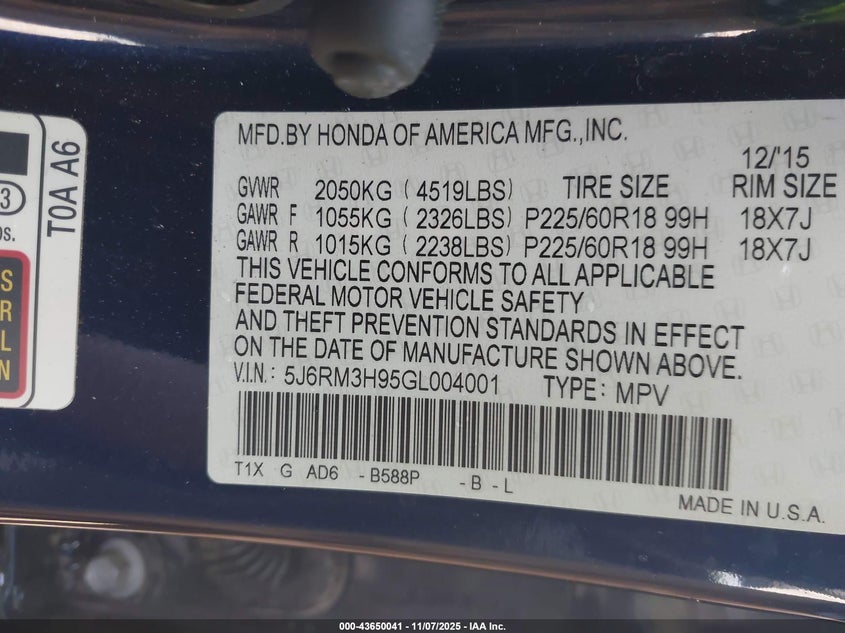 3
os.
S
R
L
N
T0A A6
MFD.BY HONDA OF AMERICA MFG.,INC.
12/'15
GVWR 2050KG (4519LBS) TIRE SIZE RIM SIZE
GAWR F 1055KG (2326LBS) P225/60R18 99H 18X7J
GAWR R 1015KG (2238LBS) P225/60R18 99H 18X7J
THIS VEHICLE CONFORMS TO ALL APPLICABLE
FEDERAL MOTOR VEHICLE SAFETY
AND THEFT PREVENTION STANDARDS IN EFFECT
ON THE DATE OF MANUFACTURE SHOWN ABOVE.
V.I.N.: 5J6RM3H95GL004001 TYPE: MPV
T1X G AD6 -B588P -B-L
MADE IN U.S.A.
000-43650041 - 11/07/2025 - IAA Inc.